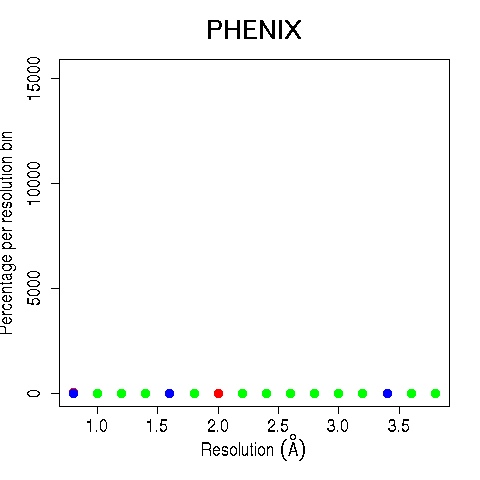 PHENIX
15000
10000
5000
0
Percentage per resolution bin
1.0 1.5 2.0 2.5 3.0 3.5
Resolution (Å)